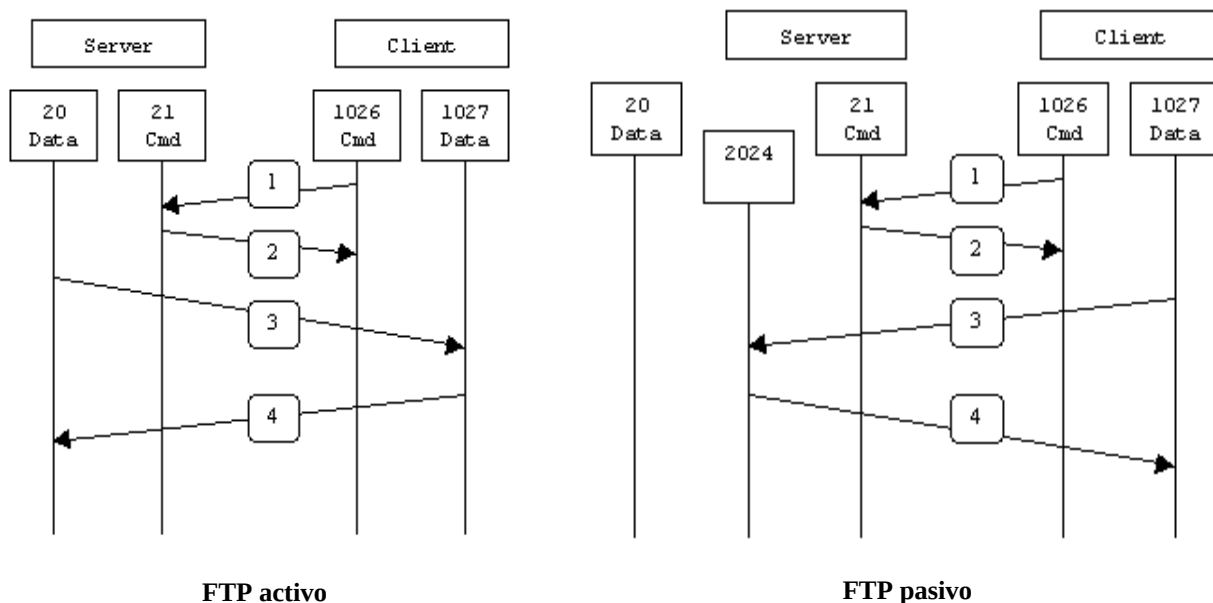 Server
Client
20
Data
21
Cmd
1026
Cmd
1027
Data
1
2
3
4
FTP activo
Server
Client
20
Data
2024
21
Cmd
1026
Cmd
1027
Data
1
2
3
4
FTP pasivo